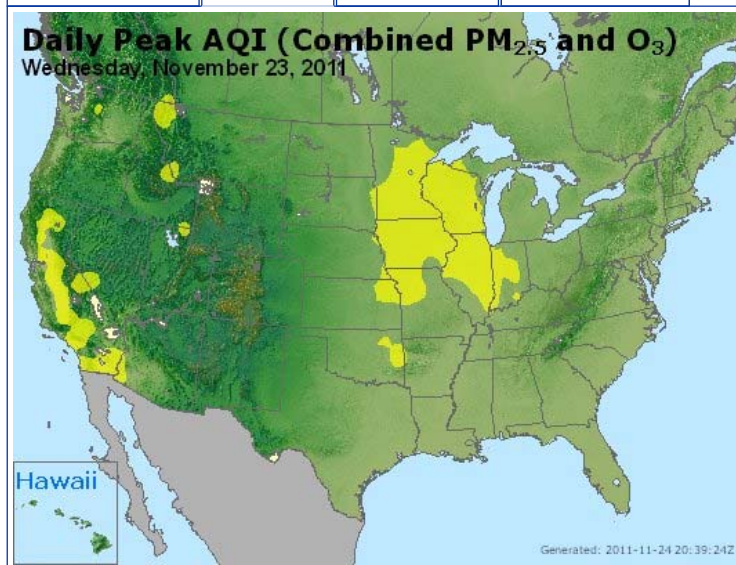 Daily Peak AQI (Combined PM2.5 and O3)
Wednesday, November 23, 2011
Hawaii
Generated: 2011-11-24 20:39:24Z